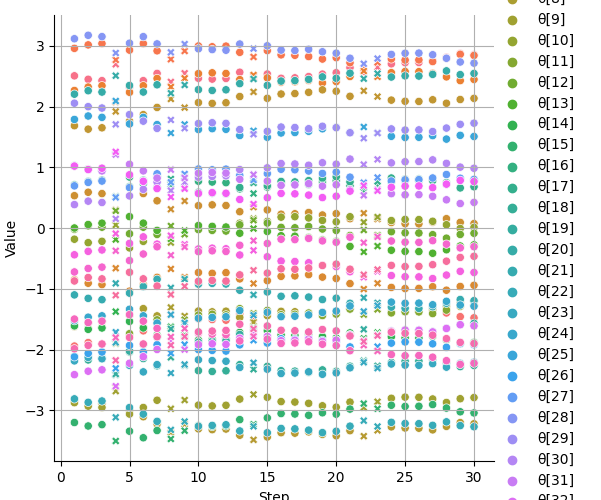 θ[8]
3
θ[9]
θ[10]
2
θ[11]
θ[12]
1
θ[13]
θ[14]
0
θ[15]
Value
θ[16]
−1
θ[17]
θ[18]
−2
θ[19]
θ[20]
−3
θ[21]
θ[22]
θ[23]
θ[24]
θ[25]
θ[26]
θ[27]
θ[28]
θ[29]
θ[30]
θ[31]
0 5 10 15 20 25 30
Step
θ[32]